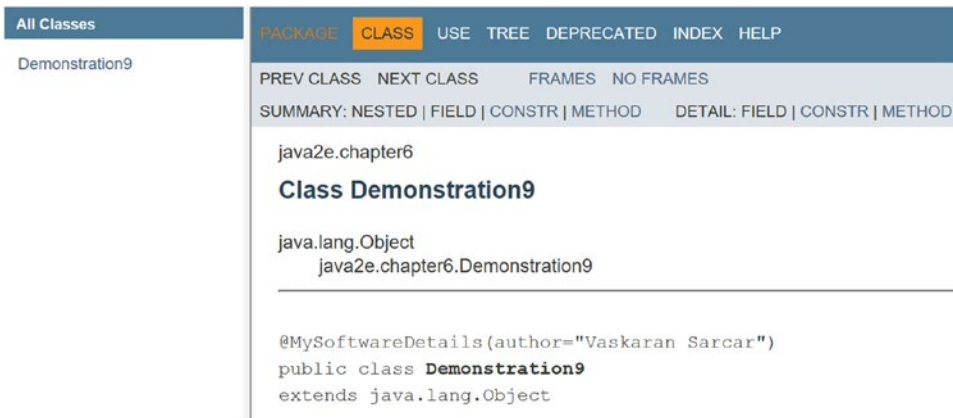 All Classes
Demonstration9
PACKAGE CLASS USE TREE DEPRECATED INDEX HELP
PREV CLASS NEXT CLASS FRAMES NO FRAMES
SUMMARY: NESTED | FIELD | CONSTR | METHOD DETAIL: FIELD | CONSTR | METHOD
java2e.chapter6
Class Demonstration9
java.lang.Object
java2e.chapter6.Demonstration9
@MySoftwareDetails(author="Vaskaran Sarcar")
public class Demonstration9
extends java.lang.Object